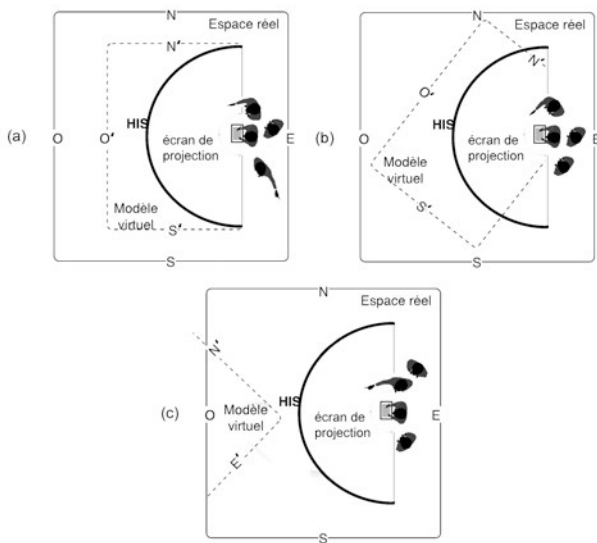 N
Espace réel
N'
(a)
HIS
O
O'
écran de
projection
E
Modèle
virtuel
S'
S
N
Espace réel
N'
O'
(b)
HIS
O
écran de
projection
E
Modèle
virtuel
S'
S
N
Espace réel
N'
(c)
HIS
O
Modèle
virtuel
écran de
projection
E
E'
S